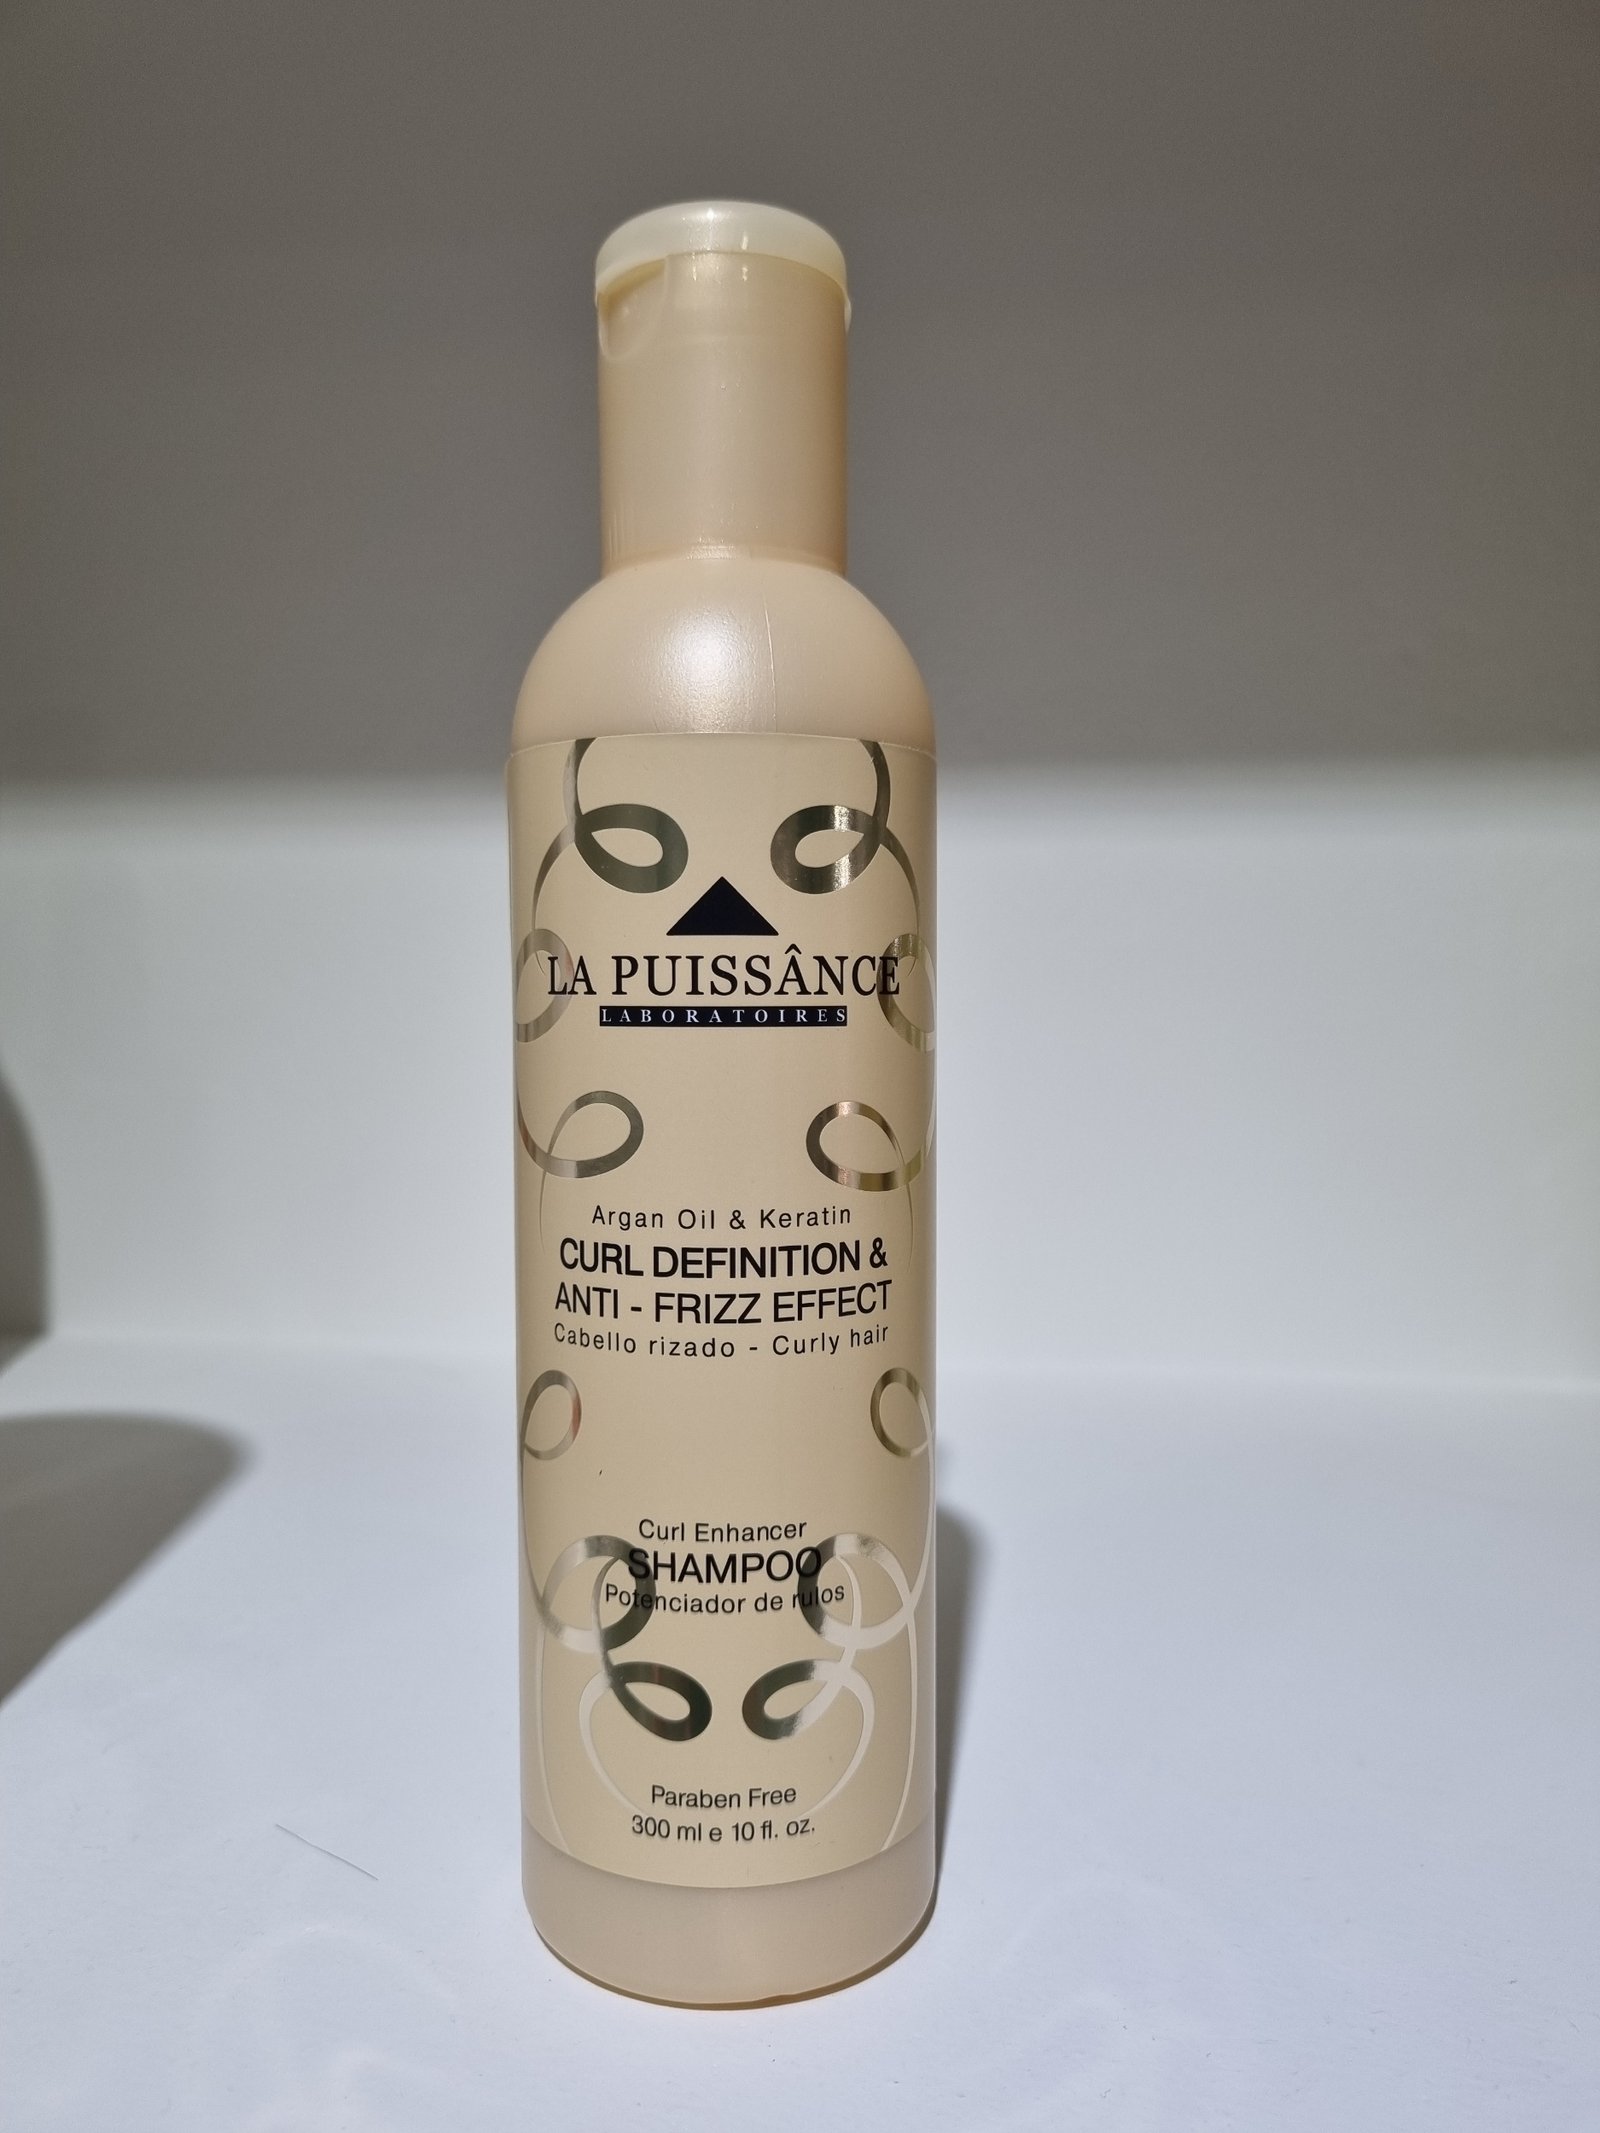 LA PUISSÂNCE
LABORATOIRES
Argan Oil & Keratin
CURL DEFINITION &
ANTI - FRIZZ EFFECT
Cabello rizado - Curly hair
Curl Enhancer
SHAMPOO
Potenciador de rulos
Paraben Free
300 ml e 10 fl. oz.